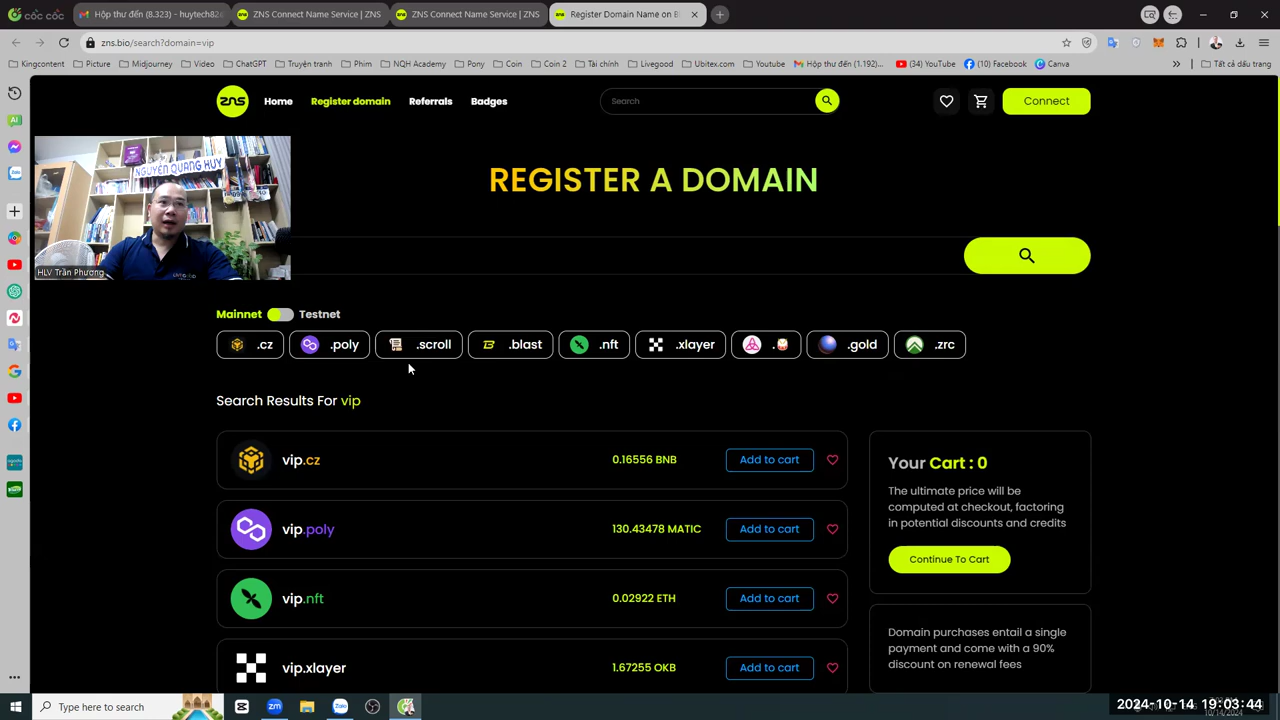 cốc cốc
Hộp thư đến (8.323) - huytech82
ZNS Connect Name Service | ZNS
ZNS Connect Name Service | ZNS
Register Domain Name on Bl
zns.bio/search?domain=vip
Kingcontent
Picture
Midjourney
Video
ChatGPT
Truyện tranh
Phim
NQH Academy
Pony
Coin
Coin 2
Tài chính
Livegood
Ubitex.com
Youtube
Hộp thư đến (1.192)...
(34) YouTube
(10) Facebook
Canva
Tất cả dấu trang
ZNS
Home
Register domain
Referrals
Badges
Search
Connect
NGUYỄN QUANG HUY
HLV Trần Phương
REGISTER A DOMAIN
Mainnet
Testnet
.cz
.poly
.scroll
.blast
.nft
.xlayer
.gold
.zrc
Search Results For vip
vip.cz
0.16556 BNB
Add to cart
vip.poly
130.43478 MATIC
Add to cart
vip.nft
0.02922 ETH
Add to cart
vip.xlayer
1.67255 OKB
Add to cart
Your Cart : 0
The ultimate price will be
computed at checkout, factoring
in potential discounts and credits
Continue To Cart
Domain purchases entail a single
payment and come with a 90%
discount on renewal fees
Type here to search
zm
Zalo
2024-10-14 19:03:44